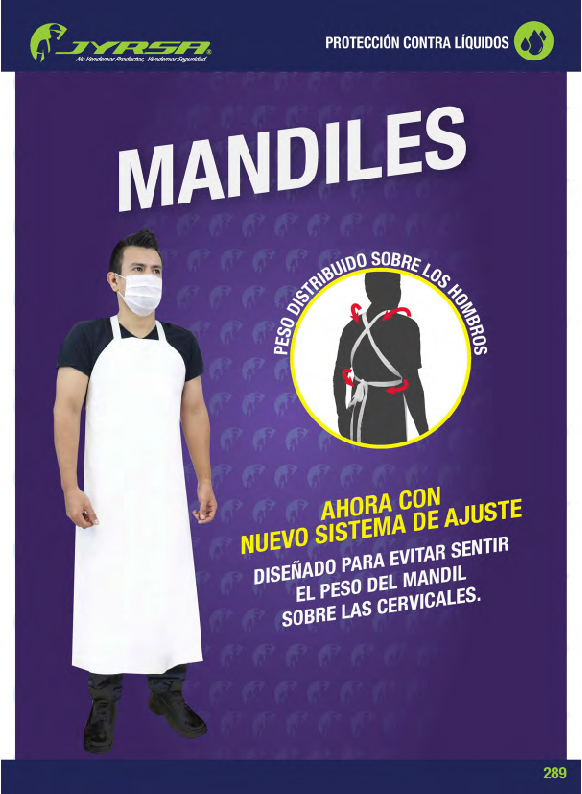 JYRSA®
No Vendemos Productos, Vendemos Seguridad
PROTECCIÓN CONTRA LÍQUIDOS
MANDILES
PESO DISTRIBUIDO SOBRE LOS HOMBROS
AHORA CON
NUEVO SISTEMA DE AJUSTE
DISEÑADO PARA EVITAR SENTIR
EL PESO DEL MANDIL
SOBRE LAS CERVICALES.
289